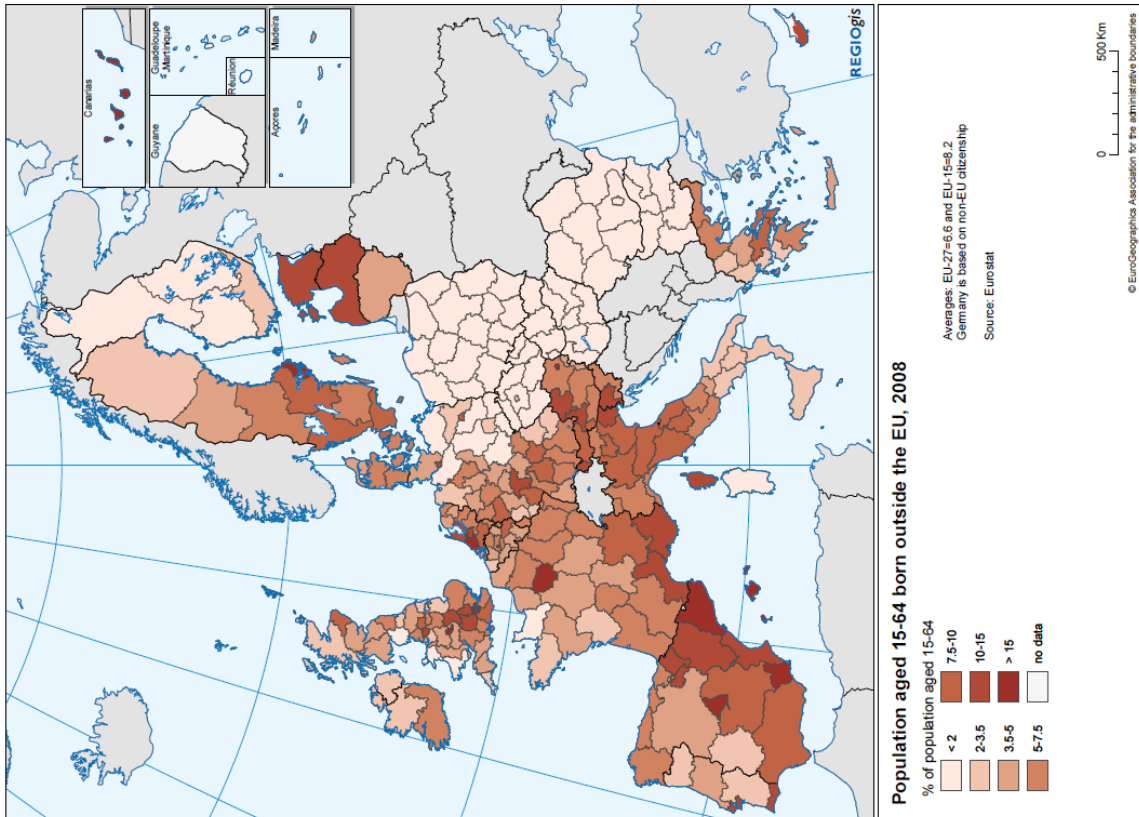 Canarias
Guyane
Guadeloupe
Martinique
Réunion
Açores
Madeira
REGIOgis
Population aged 15-64 born outside the EU, 2008
% of population aged 15-64
< 2
2-3.5
3.5-5
5-7.5
7.5-10
10-15
> 15
no data
Averages: EU-27=6.6 and EU-15=8.2
Germany is based on non-EU citizenship
Source: Eurostat
0
500 Km
© EuroGeographics Association for the administrative boundaries